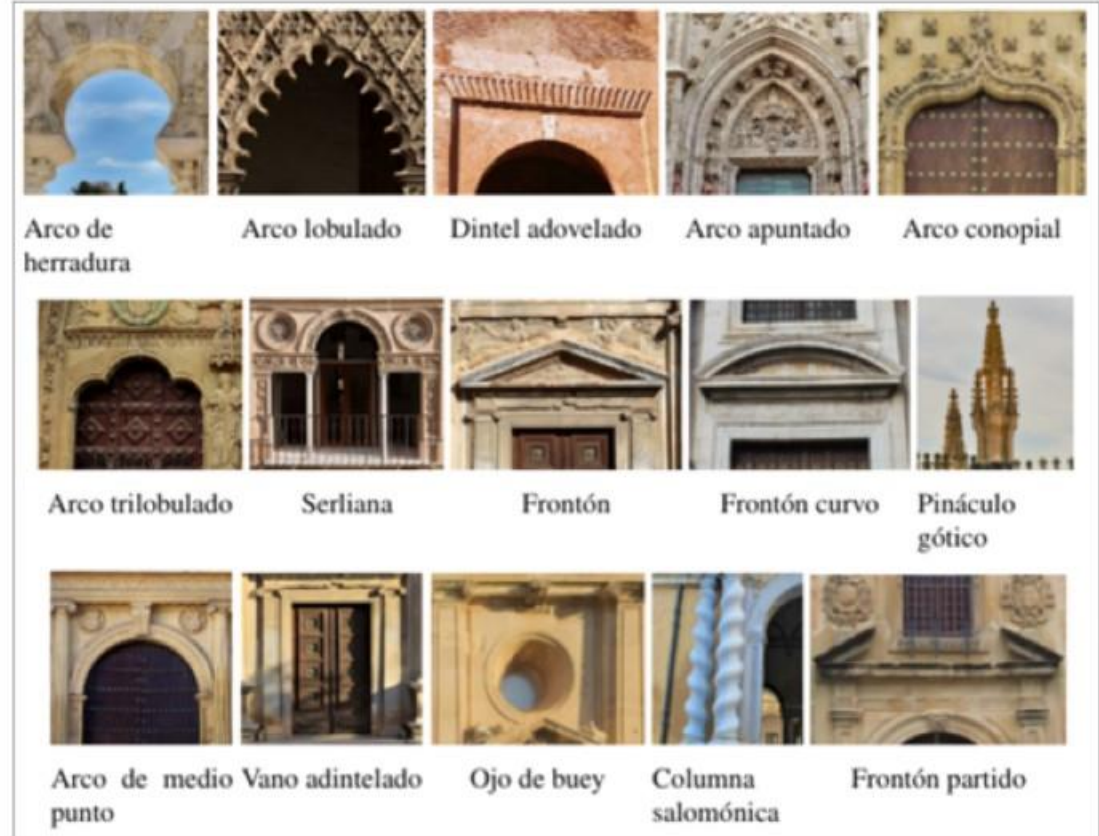 Arco de
herradura
Arco lobulado
Dintel adovelado
Arco apuntado
Arco conopial
Arco trilobulado
Serliana
Frontón
Frontón curvo
Pináculo
gótico
Arco de medio
punto
Vano adintelado
Ojo de buey
Columna
salomónica
Frontón partido